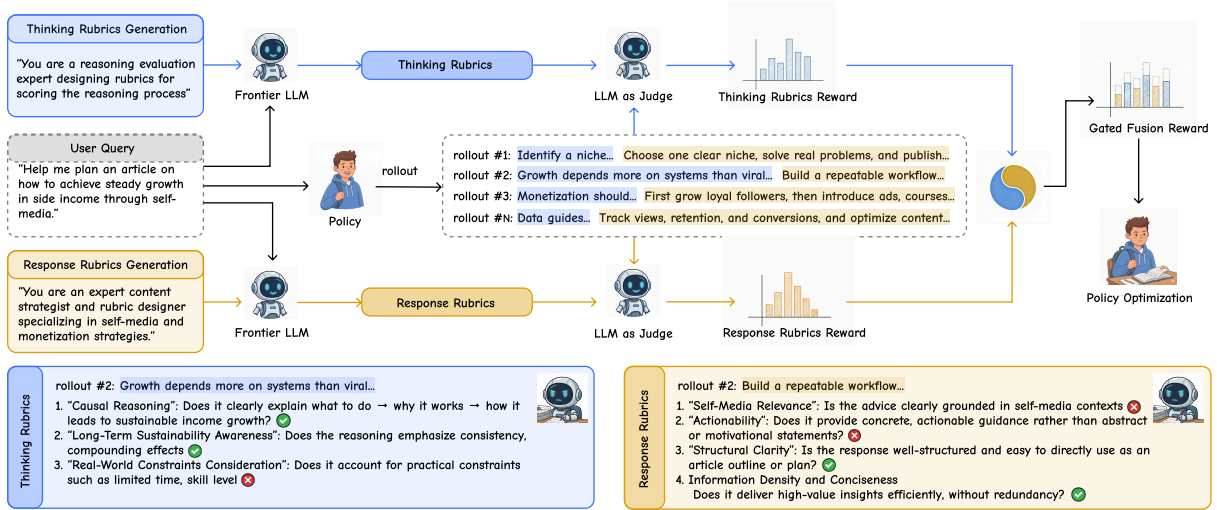 Thinking Rubrics Generation
"You are a reasoning evaluation
expert designing rubrics for
scoring the reasoning process"
Frontier LLM
Thinking Rubrics
LLM as Judge
Thinking Rubrics Reward
Gated Fusion Reward
User Query
"Help me plan an article on
how to achieve steady growth
in side income through self-
media."
Policy
rollout
rollout #1: Identify a niche... Choose one clear niche, solve real problems, and publish...
rollout #2: Growth depends more on systems than viral... Build a repeatable workflow...
rollout #3: Monetization should... First grow loyal followers, then introduce ads, courses...
rollout #N: Data guides... Track views, retention, and conversions, and optimize content...
Policy Optimization
Response Rubrics Generation
"You are an expert content
strategist and rubric designer
specializing in self-media and
monetization strategies."
Frontier LLM
Response Rubrics
LLM as Judge
Response Rubrics Reward
Thinking Rubrics
rollout #2: Growth depends more on systems than viral...
1. "Causal Reasoning": Does it clearly explain what to do → why it works → how it
leads to sustainable income growth?
2. "Long-Term Sustainability Awareness": Does the reasoning emphasize consistency,
compounding effects
3. "Real-World Constraints Consideration": Does it account for practical constraints
such as limited time, skill level
Response Rubrics
rollout #2: Build a repeatable workflow...
1. "Self-Media Relevance": Is the advice clearly grounded in self-media contexts
2. "Actionability": Does it provide concrete, actionable guidance rather than abstract
or motivational statements?
3. "Structural Clarity": Is the response well-structured and easy to directly use as an
article outline or plan?
4. Information Density and Conciseness
Does it deliver high-value insights efficiently, without redundancy?